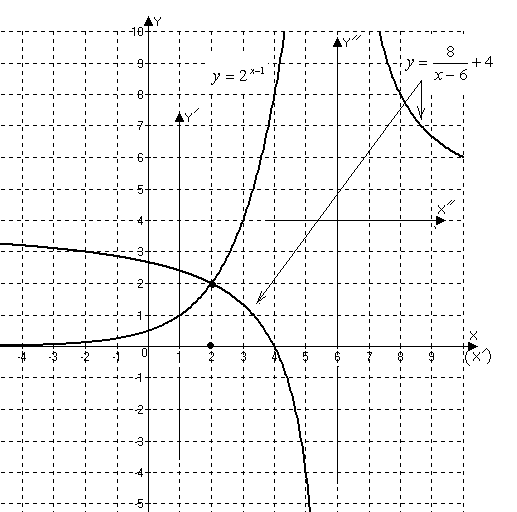 Y
10
y = 2^{x-1}
Y''
y = \frac{8}{x-6} + 4
9
8
7
Y'
6
5
4
X''
3
2
1
X
-4 -3 -2 -1 0 1 2 3 4 5 6 7 8 9
(X')
-1
-2
-3
-4
-5